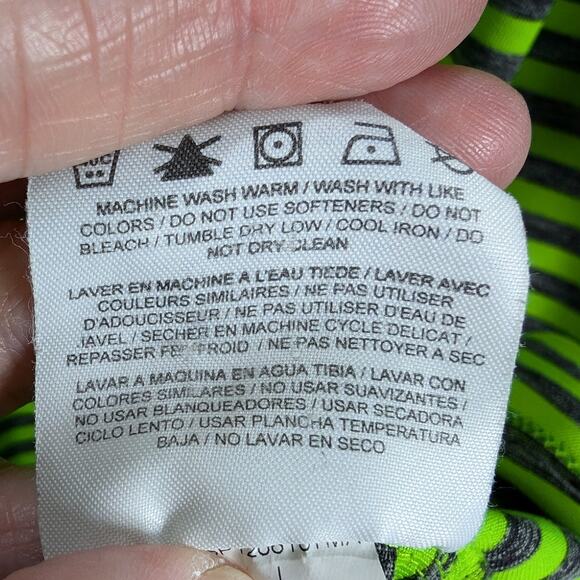 MACHINE WASH WARM / WASH WITH LIKE
COLORS / DO NOT USE SOFTENERS / DO NOT
BLEACH / TUMBLE DRY LOW / COOL IRON / DO
NOT DRY CLEAN
LAVER EN MACHINE A L'EAU TIEDE / LAVER AVEC
COULEURS SIMILAIRES / NE PAS UTILISER
D'ADOUCISSEUR / NE PAS UTILISER D'EAU DE
JAVEL / SECHER EN MACHINE CYCLE DELICAT /
REPASSER FER FROID / NE PAS NETTOYER A SEC
LAVAR A MAQUINA EN AGUA TIBIA / LAVAR CON
COLORES SIMILARES / NO USAR SUAVIZANTES /
NO USAR BLANQUEADORES / USAR SECADORA
CICLO LENTO / USAR PLANCHA TEMPERATURA
BAJA / NO LAVAR EN SECO